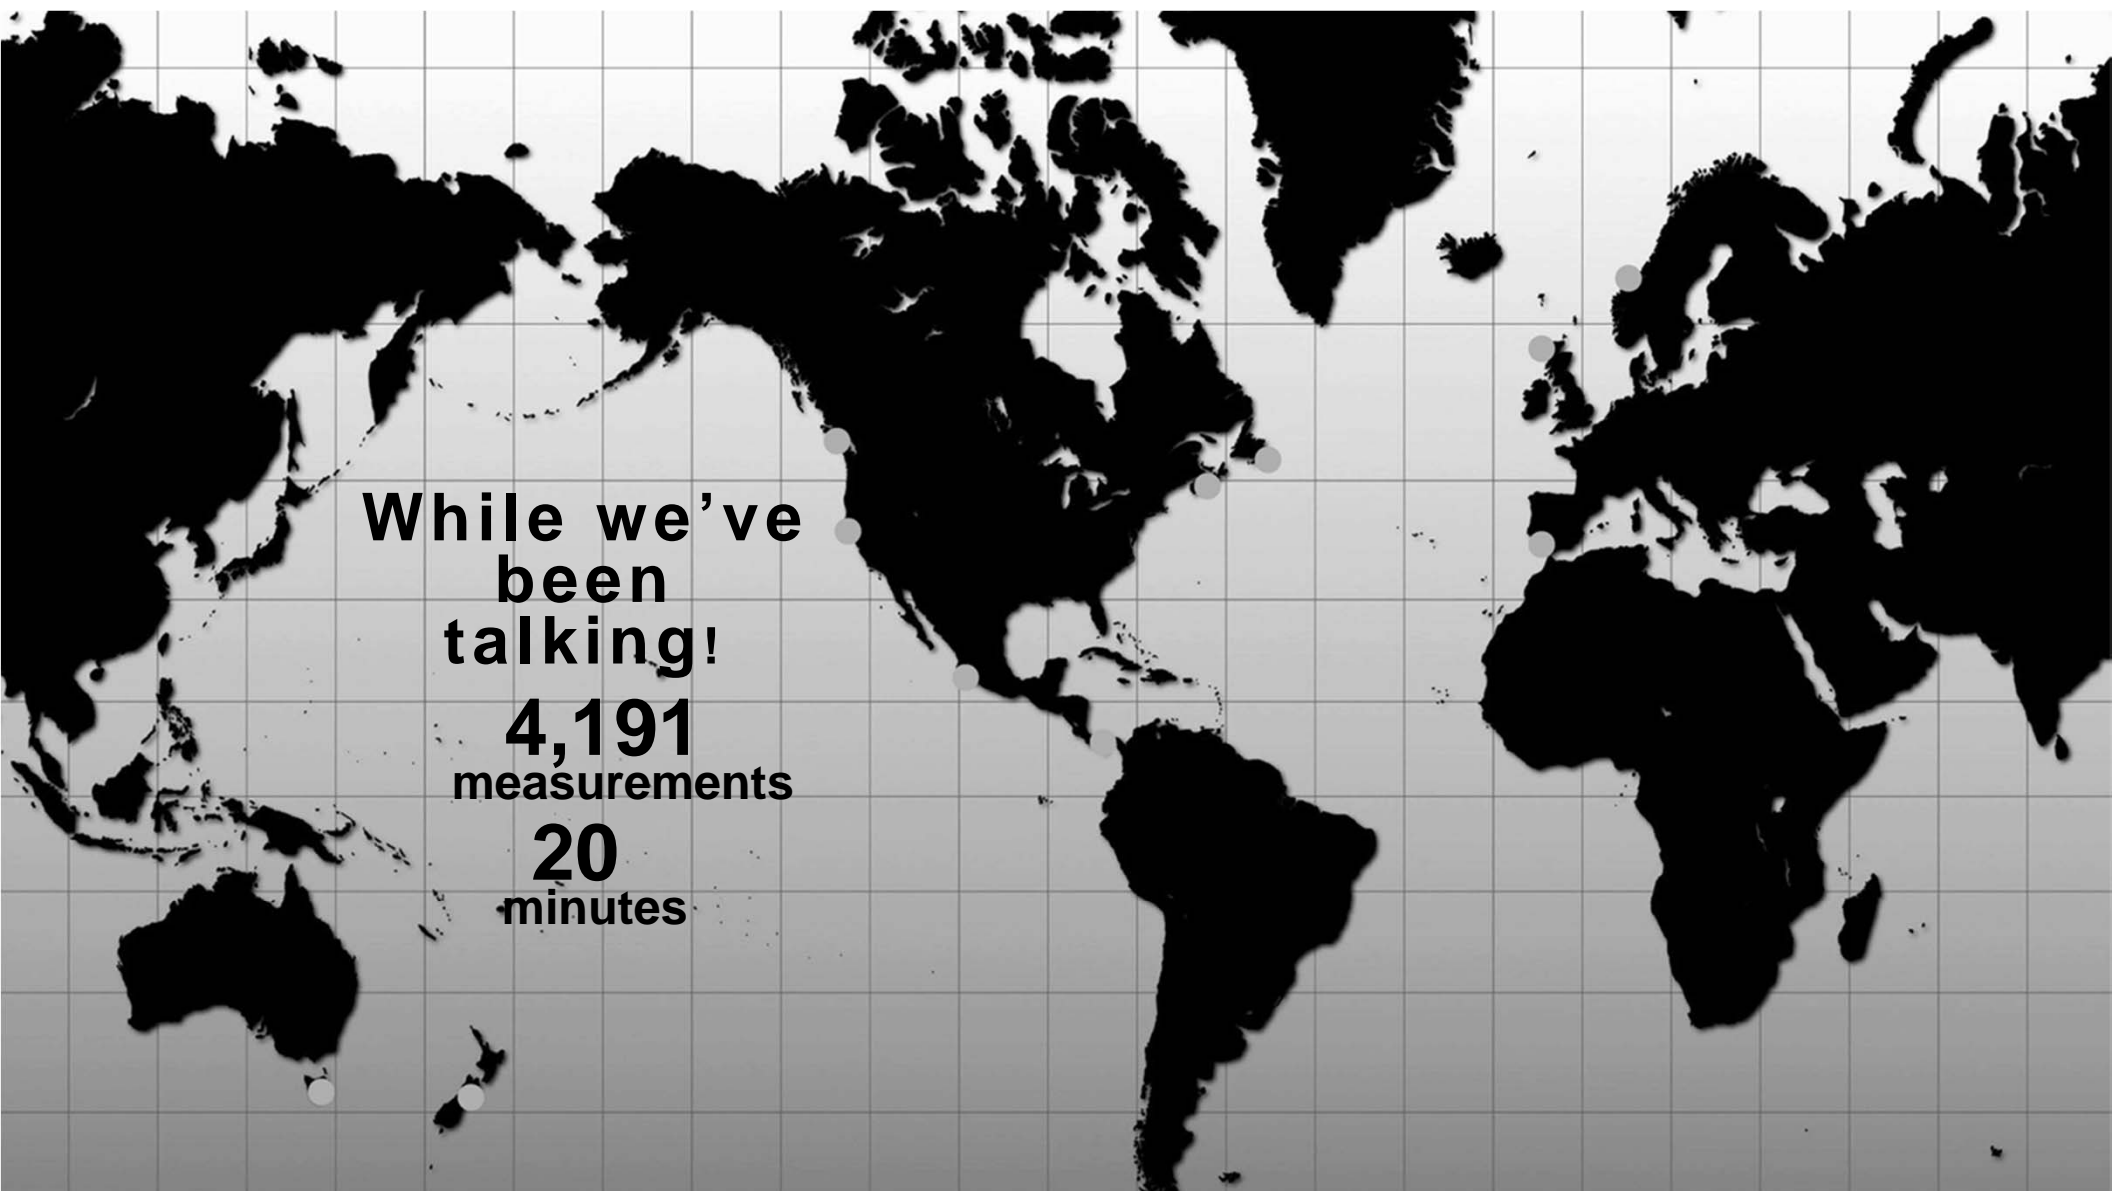 While we’ve
been
talking!
4,191
measurements
20
minutes